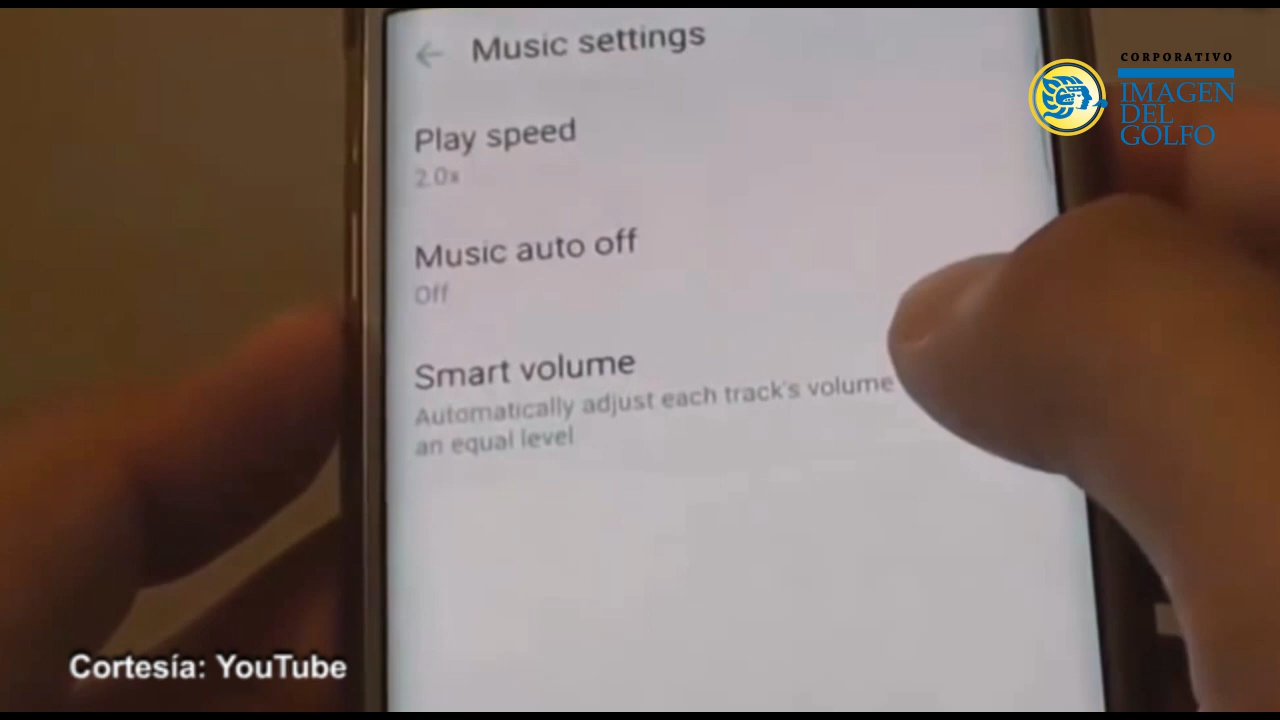 Music settings
CORPORATIVO
IMAGEN
DEL
GOLFO
Play speed
2.0x
Music auto off
Off
Smart volume
Automatically adjust each track's volume
an equal level
Cortesía: YouTube